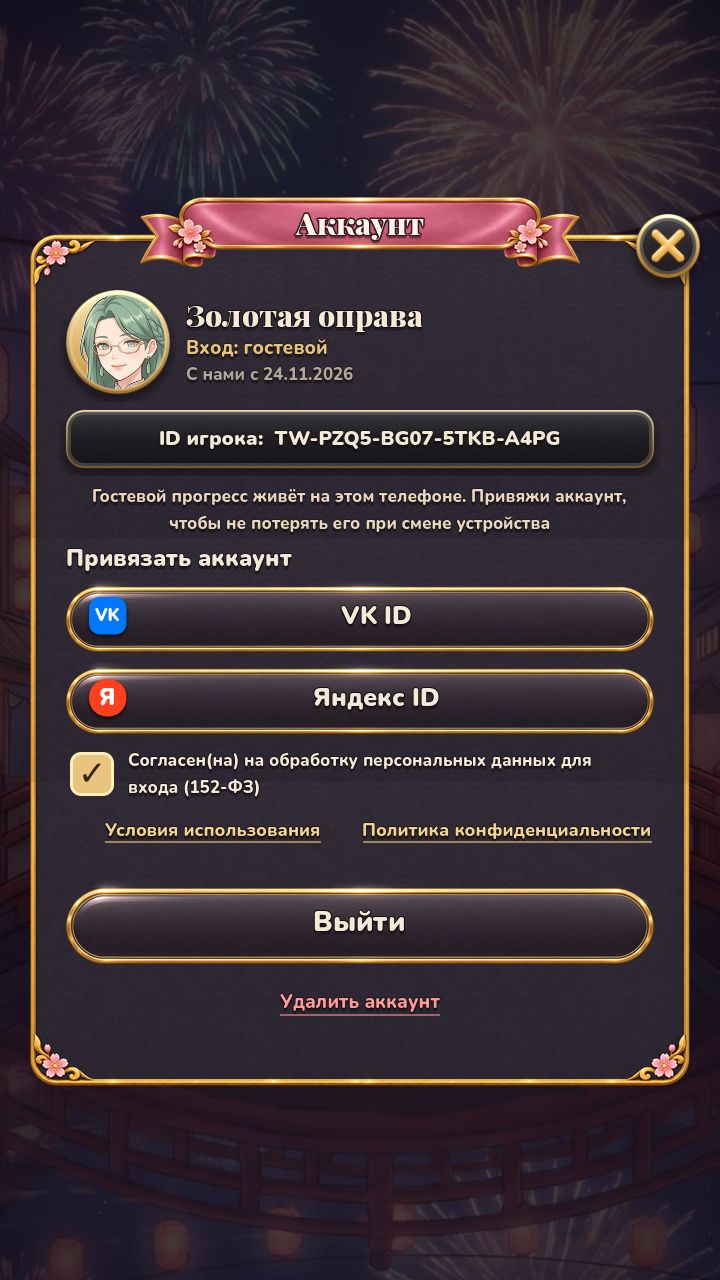 Аккаунт
Золотая оправа
Вход: гостевой
С нами с 24.11.2026
ID игрока: TW-PZQ5-BG07-5TKB-A4PG
Гостевой прогресс живёт на этом телефоне. Привяжи аккаунт,
чтобы не потерять его при смене устройства
Привязать аккаунт
VK VK ID
Я Яндекс ID
Согласен(на) на обработку персональных данных для
входа (152-ФЗ)
Условия использования Политика конфиденциальности
Выйти
Удалить аккаунт